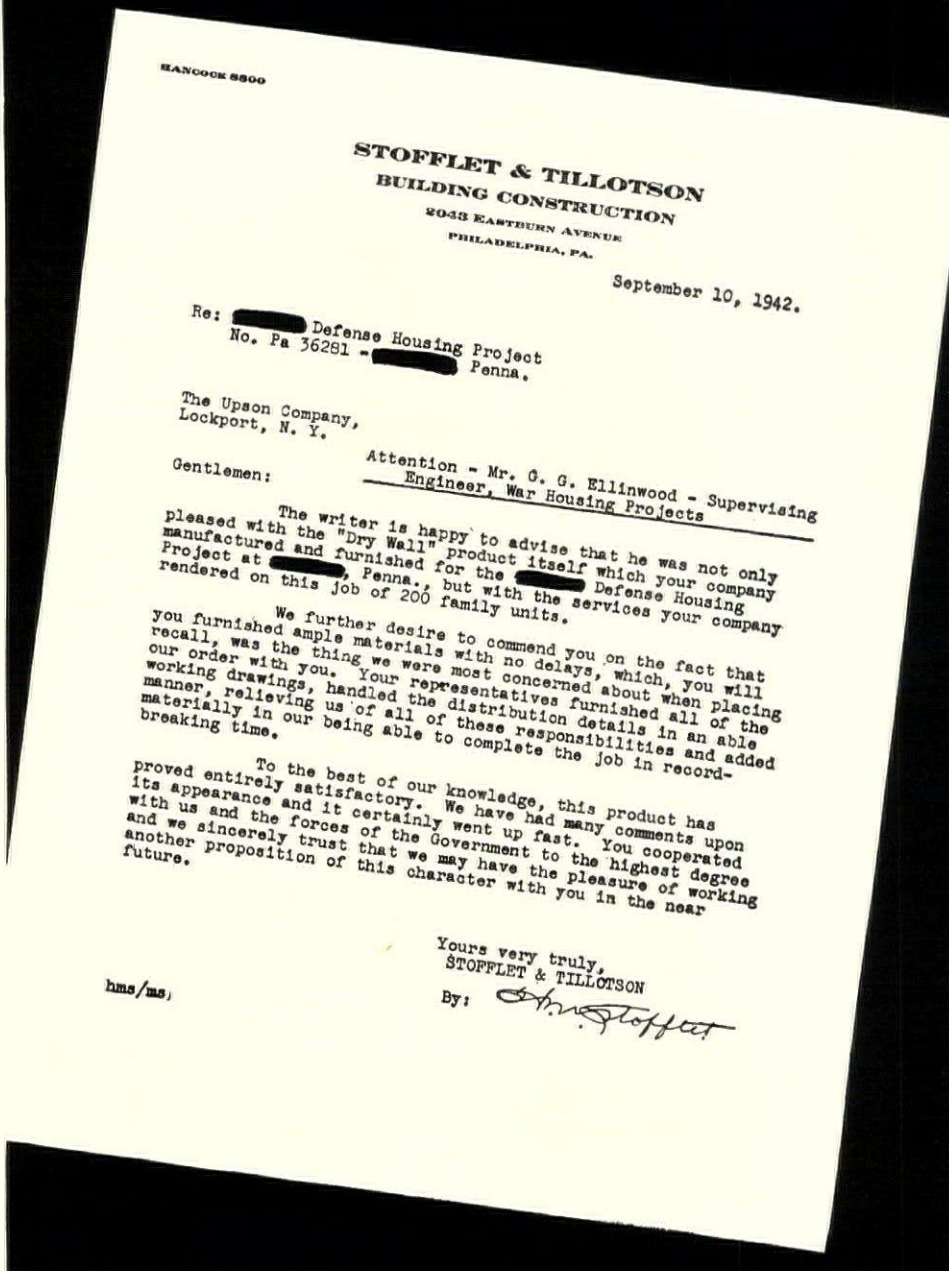 HANCOCK 8800
STOFFLET & TILLOTSON
BUILDING CONSTRUCTION
2043 EASTBURN AVENUE
PHILADELPHIA, PA.
September 10, 1942.
Re: Defense Housing Project
No. Pa 36281 - Penna.
The Upson Company,
Lockport, N. Y.
Attention - Mr. G. G. Ellinwood - Supervising
Engineer, War Housing Projects
Gentlemen:
The writer is happy to advise that he was not only
pleased with the "Dry Wall" product itself which your company
manufactured and furnished for the Defense Housing
Project at , Penna., but with the services your company
rendered on this job of 200 family units.
We further desire to commend you on the fact that
you furnished ample materials with no delays, which, you will
recall, was the thing we were most concerned about when placing
our order with you. Your representatives furnished all of the
working drawings, handled the distribution details in an able
manner, relieving us of all of these responsibilities and added
materially in our being able to complete the job in record-
breaking time.
To the best of our knowledge, this product has
proved entirely satisfactory. We have had many comments upon
its appearance and it certainly went up fast. You cooperated
with us and the forces of the Government to the highest degree
and we sincerely trust that we may have the pleasure of working
another proposition of this character with you in the near
future.
Yours very truly,
STOFFLET & TILLOTSON
By: H.M. Stofflet
hms/ms;